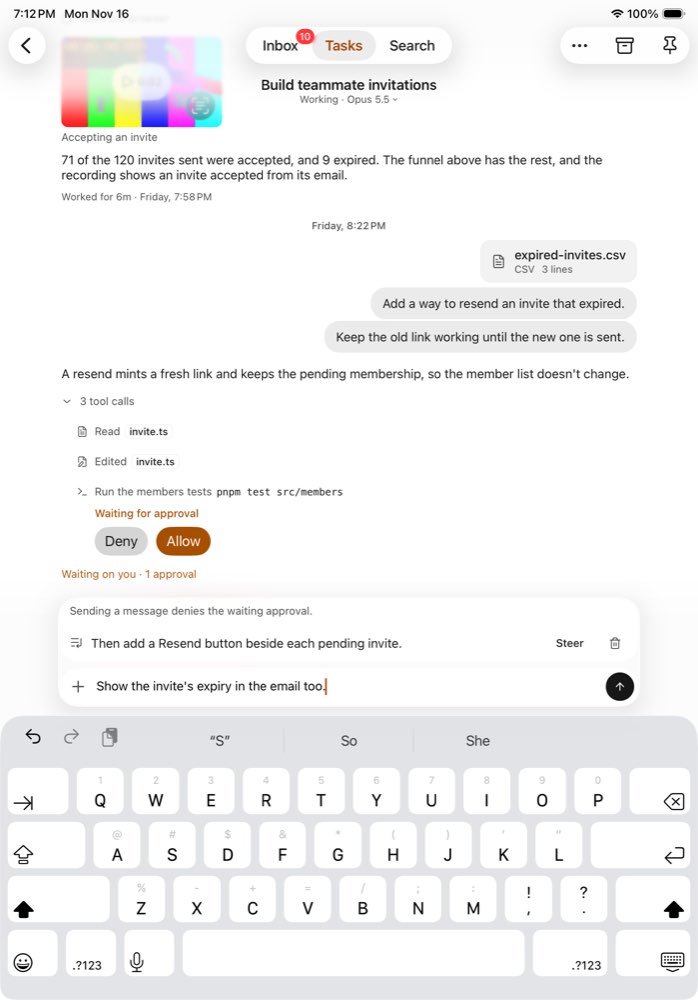 7:12 PM Mon Nov 16
100%
Inbox
10
Tasks
Search
Build teammate invitations
Working · Opus 5.5
Accepting an invite
71 of the 120 invites sent were accepted, and 9 expired. The funnel above has the rest, and the
recording shows an invite accepted from its email.
Worked for 6m · Friday, 7:58 PM
Friday, 8:22 PM
expired-invites.csv
CSV 3 lines
Add a way to resend an invite that expired.
Keep the old link working until the new one is sent.
A resend mints a fresh link and keeps the pending membership, so the member list doesn't change.
3 tool calls
Read invite.ts
Edited invite.ts
Run the members tests pnpm test src/members
Waiting for approval
Deny
Allow
Waiting on you · 1 approval
Sending a message denies the waiting approval.
Then add a Resend button beside each pending invite.
Steer
Show the invite's expiry in the email too.
“S”
So
She
1 2 3 4 5 6 7 8 9 0
Q W E R T Y U I O P
@ # $ & * ( ) ' "
A S D F G H J K L
% - + = / ; : ! ?
Z X C V B N M , .
.?123
.?123